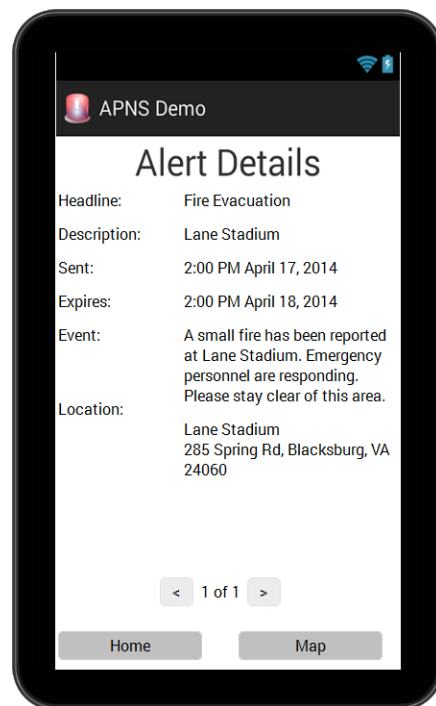 APNS Demo
Alert Details
Headline: Fire Evacuation
Description: Lane Stadium
Sent: 2:00 PM April 17, 2014
Expires: 2:00 PM April 18, 2014
Event: A small fire has been reported
at Lane Stadium. Emergency
personnel are responding.
Please stay clear of this area.
Location:
Lane Stadium
285 Spring Rd, Blacksburg, VA
24060
< 1 of 1 >
Home Map